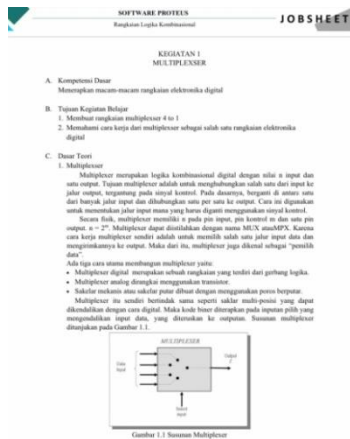 SOFTWARE PROTEUS
Rangkaian Logika Kombinasional
JOBSHEET
KEGIATAN 1
MULTIPLEXSER
A. Kompetensi Dasar
Menerapkan macam-macam rangkaian elektronika digital
B. Tujuan Kegiatan Belajar
1. Membuat rangkaian multiplekser 4 to 1
2. Memahami cara kerja dari multiplexser sebagai salah satu rangkaian elektronika
digital
C. Dasar Teori
1. Multiplexser
Multiplexer merupakan logika kombinasional digital dengan nilai n input dan
satu output. Tujuan multiplexer adalah untuk menghubungkan salah satu dari input ke
jalur output, tergantung pada sinyal kontrol. Pada dasarnya, berganti di antara satu
dari banyak jalur input dan dihubungkan satu per satu ke output. Cara ini digunakan
untuk menentukan jalur input mana yang harus diganti menggunakan sinyal kontrol.
Secara fisik, multiplexer memiliki n pada pin input, pin kontrol m dan satu pin
output. n = 2^m. Multiplexer dapat diistilahkan dengan nama MUX atauMPX. Karena
cara kerja multiplexer sendiri adalah untuk memilih salah satu jalur input data dan
mengirimkannya ke output. Maka dari itu, multiplexer juga dikenal sebagai "pemilih
data".
Ada tiga cara utama membangun multiplexer yaitu:
• Multiplexer digital merupakan sebuah rangkaian yang terdiri dari gerbang logika.
• Multiplexer analog dirangkai menggunakan transistor.
• Sakelar mekanis atau sakelar putar dibuat dengan menggunakan poros berputar.
Multiplexer itu sendiri bertindak sama seperti saklar multi-posisi yang dapat
dikendalikan dengan cara digital. Maka kode biner diterapkan pada inputan pilih yang
mengendalikan input data, yang diteruskan ke outputan. Susunan multiplexer
ditunjukan pada Gambar 1.1.
MULTIPLEXER
Data
Input
Output
Select
input
Gambar 1.1 Susunan Multiplexer